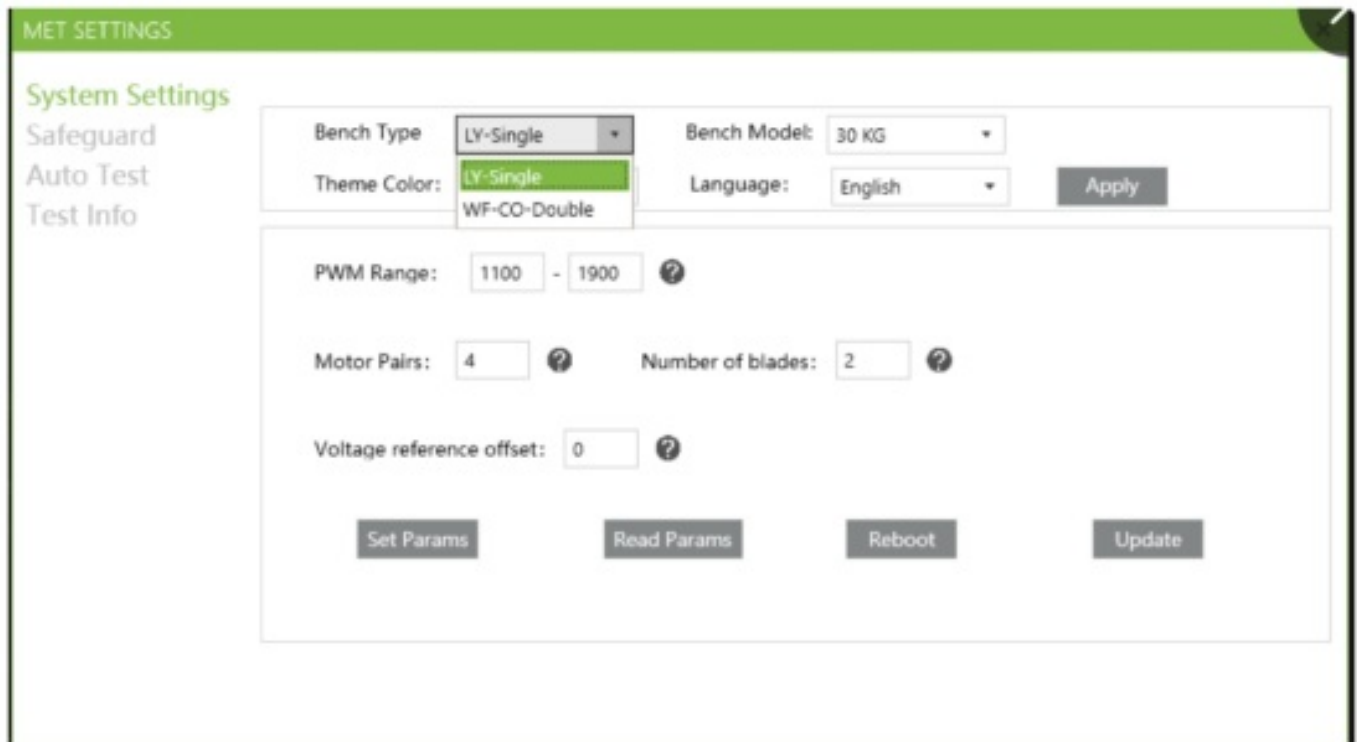 MET SETTINGS
System Settings
Safeguard
Auto Test
Test Info
Bench Type LY-Single Bench Model: 30 KG
LY-Single
WF-CO-Double
Theme Color: Language: English Apply
PWM Range: 1100 - 1900 ?
Motor Pairs: 4 ? Number of blades: 2 ?
Voltage reference offset: 0 ?
Set Params Read Params Reboot Update